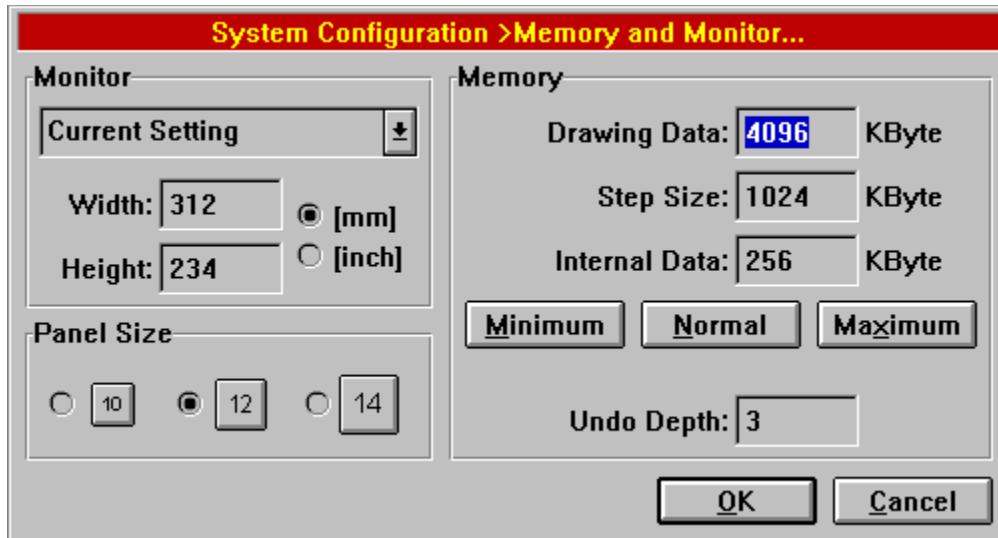 System Configuration >Memory and Monitor...
Monitor
Current Setting
Width: 312
Height: 234
[mm]
[inch]
Panel Size
10 12 14
Memory
Drawing Data: 4096 KByte
Step Size: 1024 KByte
Internal Data: 256 KByte
Minimum Normal Maximum
Undo Depth: 3
OK Cancel